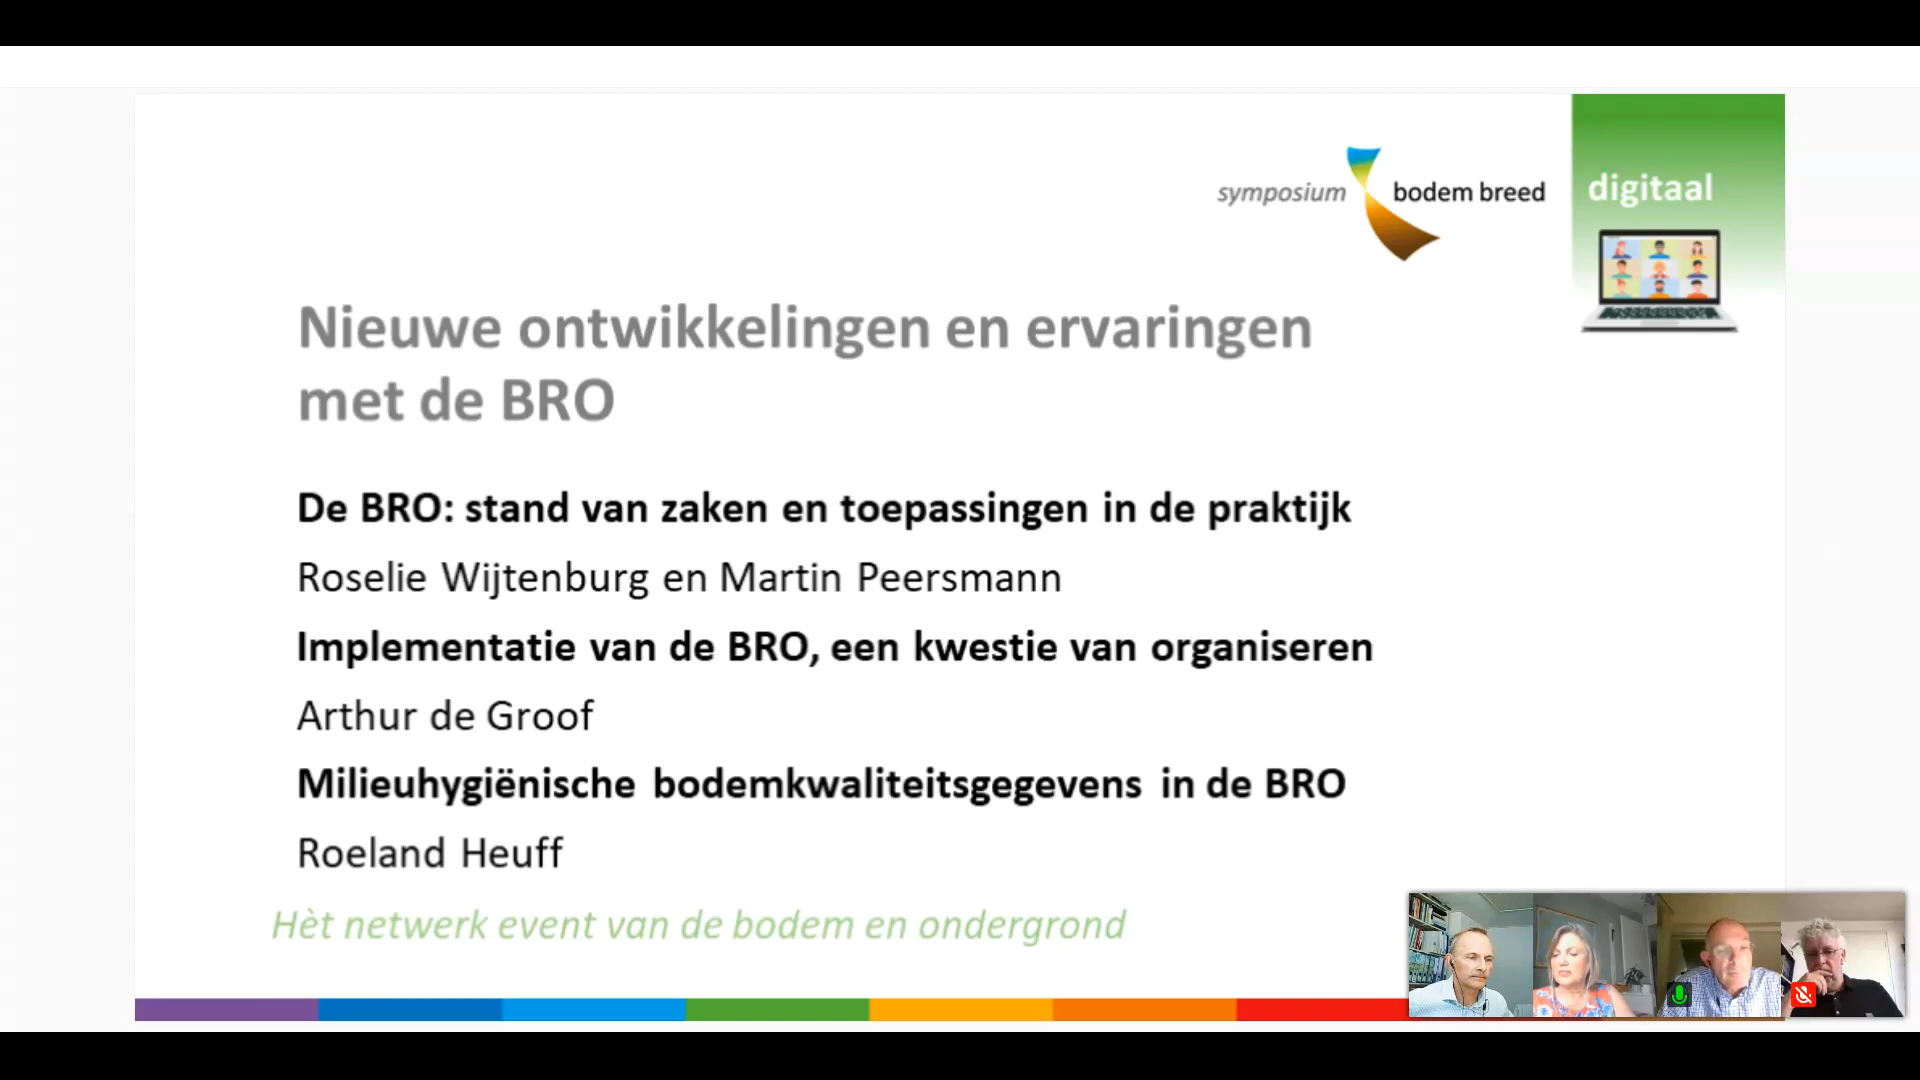 symposium bodem breed digitaal
Nieuwe ontwikkelingen en ervaringen
met de BRO
De BRO: stand van zaken en toepassingen in de praktijk
Roselie Wijtenburg en Martin Peersmann
Implementatie van de BRO, een kwestie van organiseren
Arthur de Groof
Milieuhygiënische bodemkwaliteitsgegevens in de BRO
Roeland Heuff
Hèt netwerk event van de bodem en ondergrond